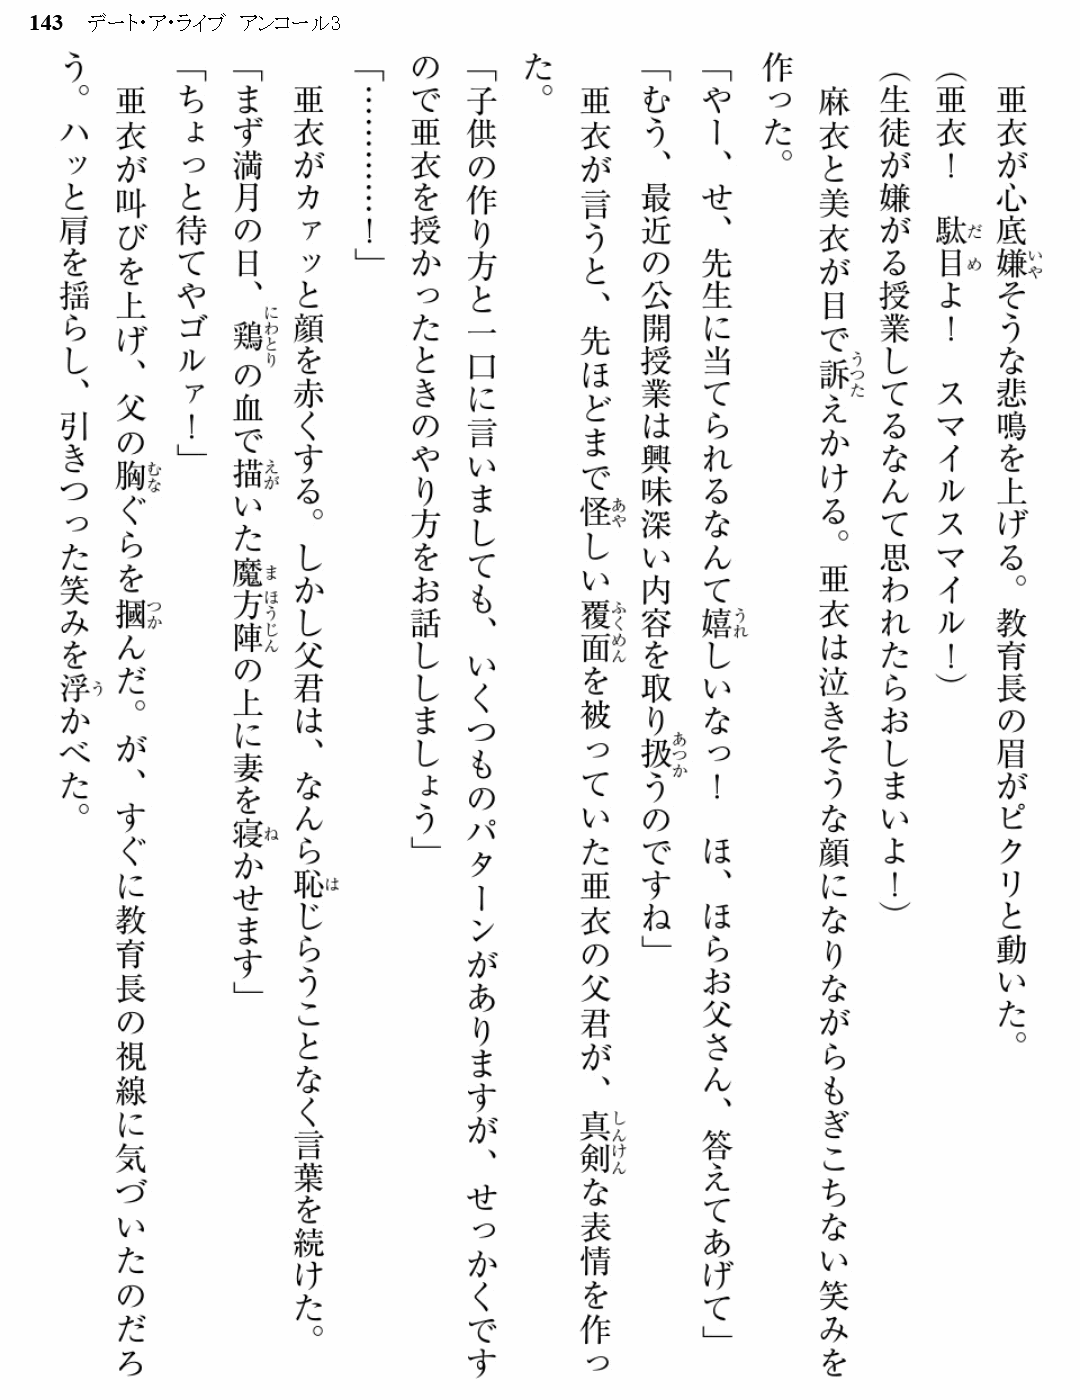 143 デート・ア・ライブ アンコール3
亜衣が心底嫌そうな悲鳴を上げる。教育長の眉がピクリと動いた。
（亜衣！　駄目よ！　スマイルスマイル！）
（生徒が嫌がる授業してるなんて思われたらおしまいよ！）
麻衣と美衣が目で訴えかける。亜衣は泣きそうな顔になりながらもぎこちない笑みを
作った。
「やー、せ、先生に当てられるなんて嬉しいなっ！　ほ、ほらお父さん、答えてあげて」
「むう、最近の公開授業は興味深い内容を取り扱うのですね」
亜衣が言うと、先ほどまで怪しい覆面を被っていた亜衣の父君が、真剣な表情を作っ
た。
「子供の作り方と一口に言いましても、いくつものパターンがありますが、せっかくです
ので亜衣を授かったときのやり方をお話ししましょう」
「…………！」
亜衣がカァッと顔を赤くする。しかし父君は、なんら恥じらうことなく言葉を続けた。
「まず満月の日、鶏の血で描いた魔方陣の上に妻を寝かせます」
「ちょっと待てやゴルァ！」
亜衣が叫びを上げ、父の胸ぐらを摑んだ。が、すぐに教育長の視線に気づいたのだろ
う。ハッと肩を揺らし、引きつった笑みを浮かべた。